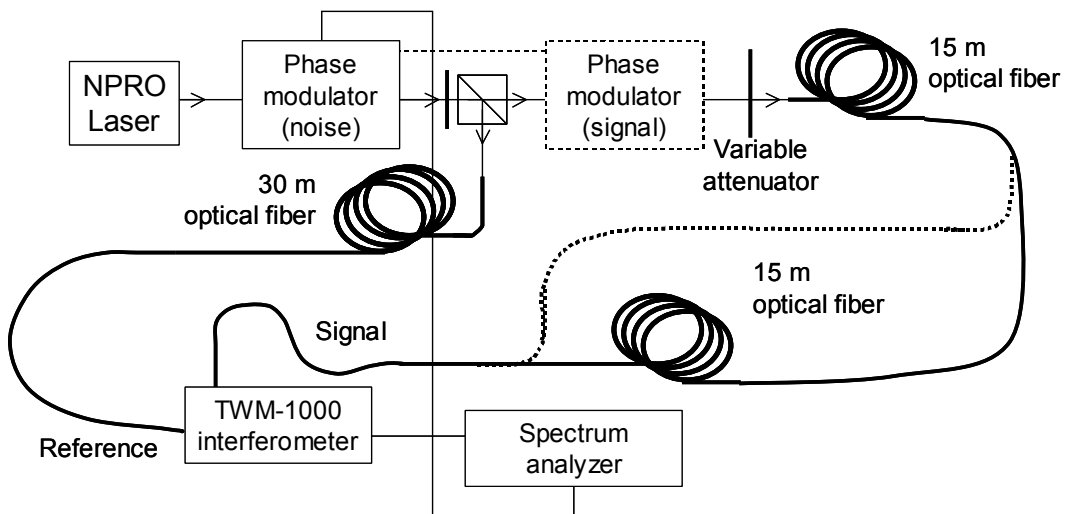 NPRO
Laser
Phase
modulator
(noise)
Phase
modulator
(signal)
15 m
optical fiber
Variable
attenuator
30 m
optical fiber
15 m
optical fiber
Signal
TWM-1000
interferometer
Reference
Spectrum
analyzer